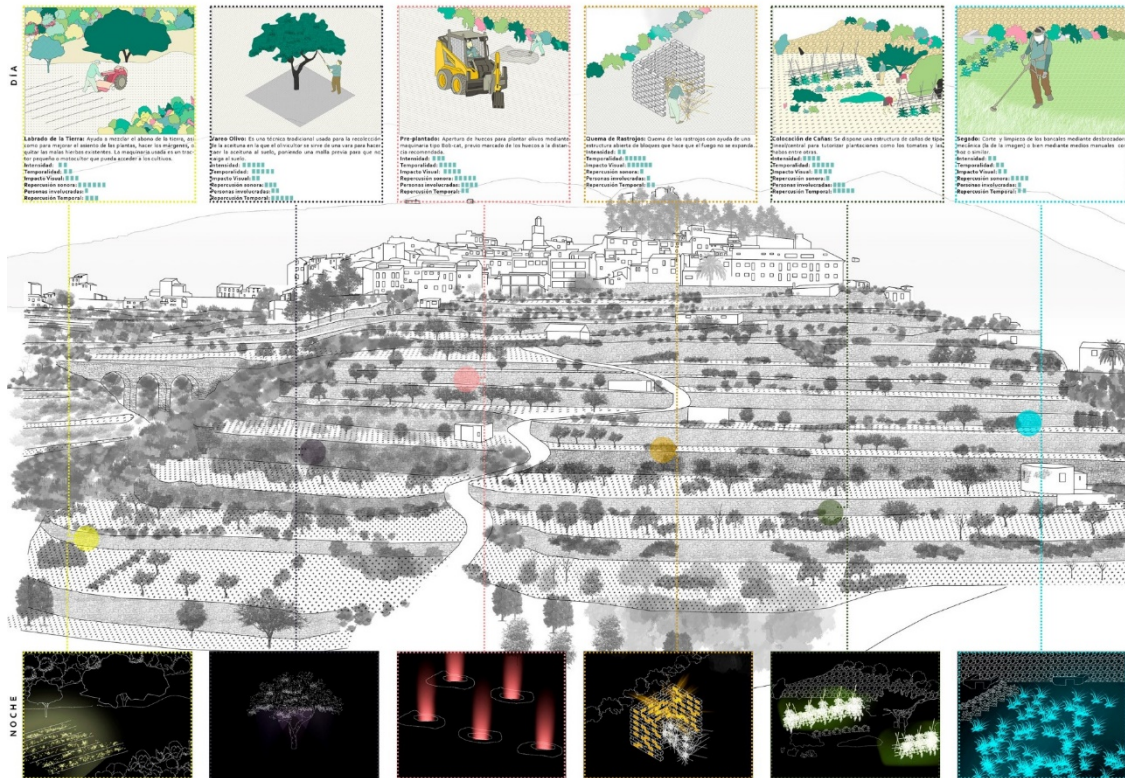 DÍA
Labrado de la Tierra: Ayuda a mezclar el abono de la tierra, así
como para mejorar el asiento de las plantas, hacer los márgenes, o
quitar las malas hierbas existentes. La maquinaria usada es un trac-
tor pequeño o motocultor que puede acceder a los cultivos.
Intensidad:
Temporalidad:
Impacto Visual:
Repercusión sonora:
Personas involucradas:
Repercusión Temporal:
Vareo Olivo: Es una técnica tradicional usada para la recolección
de la aceituna en la que el olivicultor se sirve de una vara para hacer
caer la aceituna al suelo, poniendo una malla previa para que no
caiga al suelo.
Intensidad:
Temporalidad:
Impacto Visual:
Repercusión sonora:
Personas involucradas:
Repercusión Temporal:
Pre-plantado: Apertura de huecos para plantar olivos mediante
maquinaria tipo Bob-cat, previo marcado de los huecos a la distan-
cia recomendada.
Intensidad:
Temporalidad:
Impacto Visual:
Repercusión sonora:
Personas involucradas:
Repercusión Temporal:
Quema de Rastrojos: Quema de los rastrojos con ayuda de una
estructura abierta de bloques que hace que el fuego no se expanda.
Intensidad:
Temporalidad:
Impacto Visual:
Repercusión sonora:
Personas involucradas:
Repercusión Temporal:
Colocación de Cañas: Se dispone una estructura de cañas de tipo
lineal/central para tutorizar plantaciones como los tomates y las
habas entre otros.
Intensidad:
Temporalidad:
Impacto Visual:
Repercusión sonora:
Personas involucradas:
Repercusión Temporal:
Segado: Corte y limpieza de los bancales mediante desbrozadora
mecánica (la de la imagen) o bien mediante medios manuales
o similar.
Intensidad:
Temporalidad:
Impacto Visual:
Repercusión sonora:
Personas involucradas:
Repercusión Temporal:
NOCHE